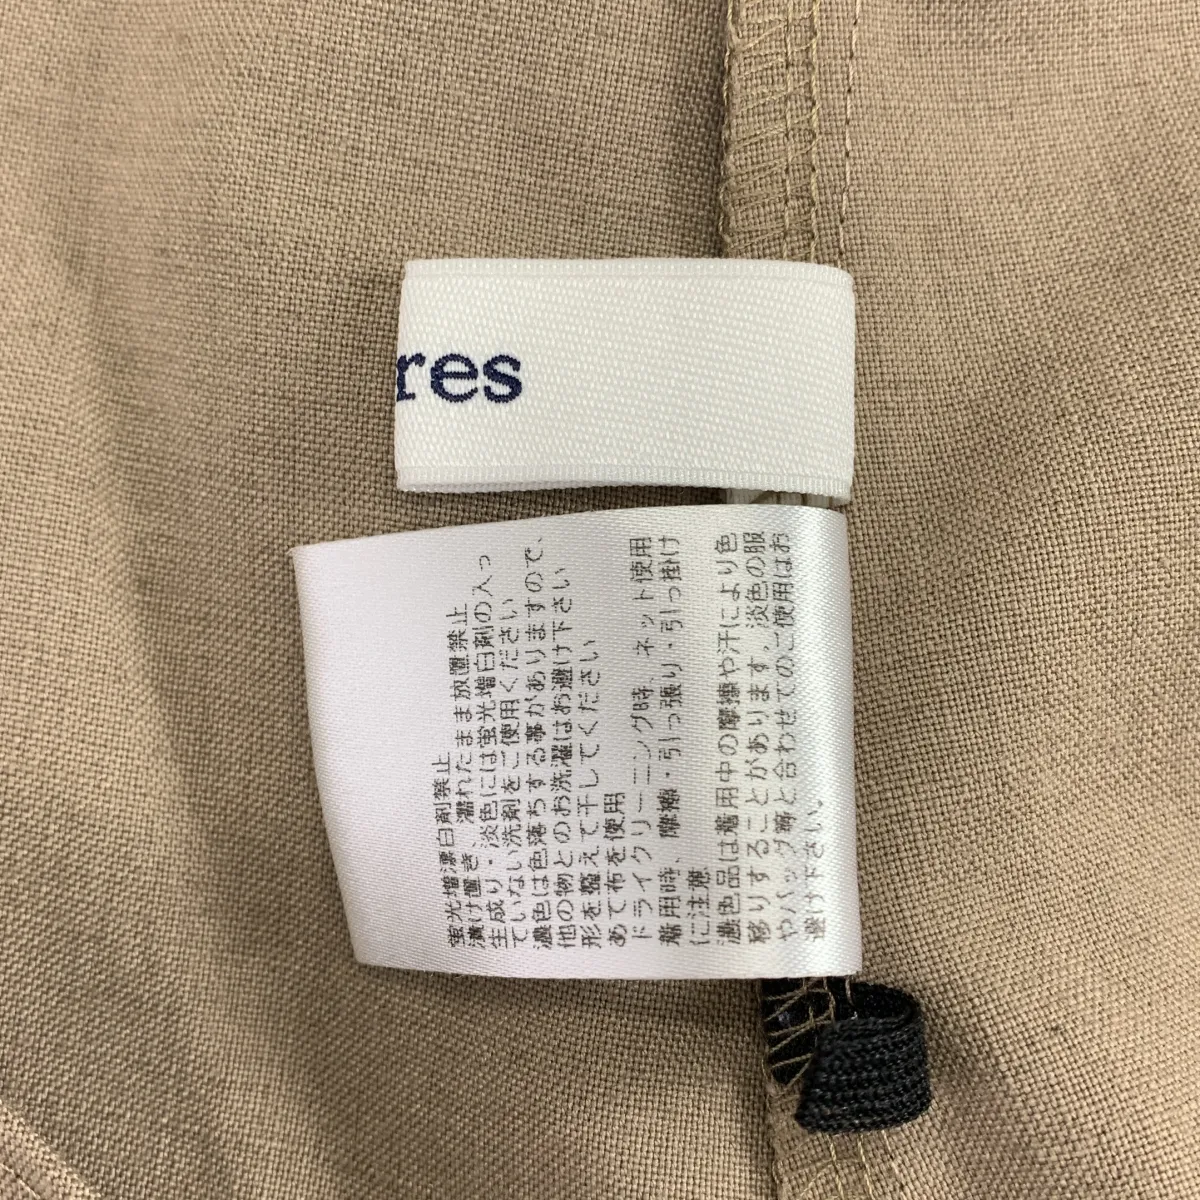 res
蛍光増漂白剤禁止
漬け置き、濡れたまま放置禁止
生成り・淡色には蛍光増白剤の入っ
ていない洗剤をご使用ください
濃色は色落ちする事がありますので、
他の物とのお洗濯はお避け下さい
形を整えて干してください
あて布を使用
ドライクリーニング時、ネット使用
着用時、摩擦・引っ張り・引っ掛け
に注意
濃色品は着用中の摩擦や汗により色
移りすることがあります、淡色の服
やバッグ等と合わせてのご使用はお
避け下さい。